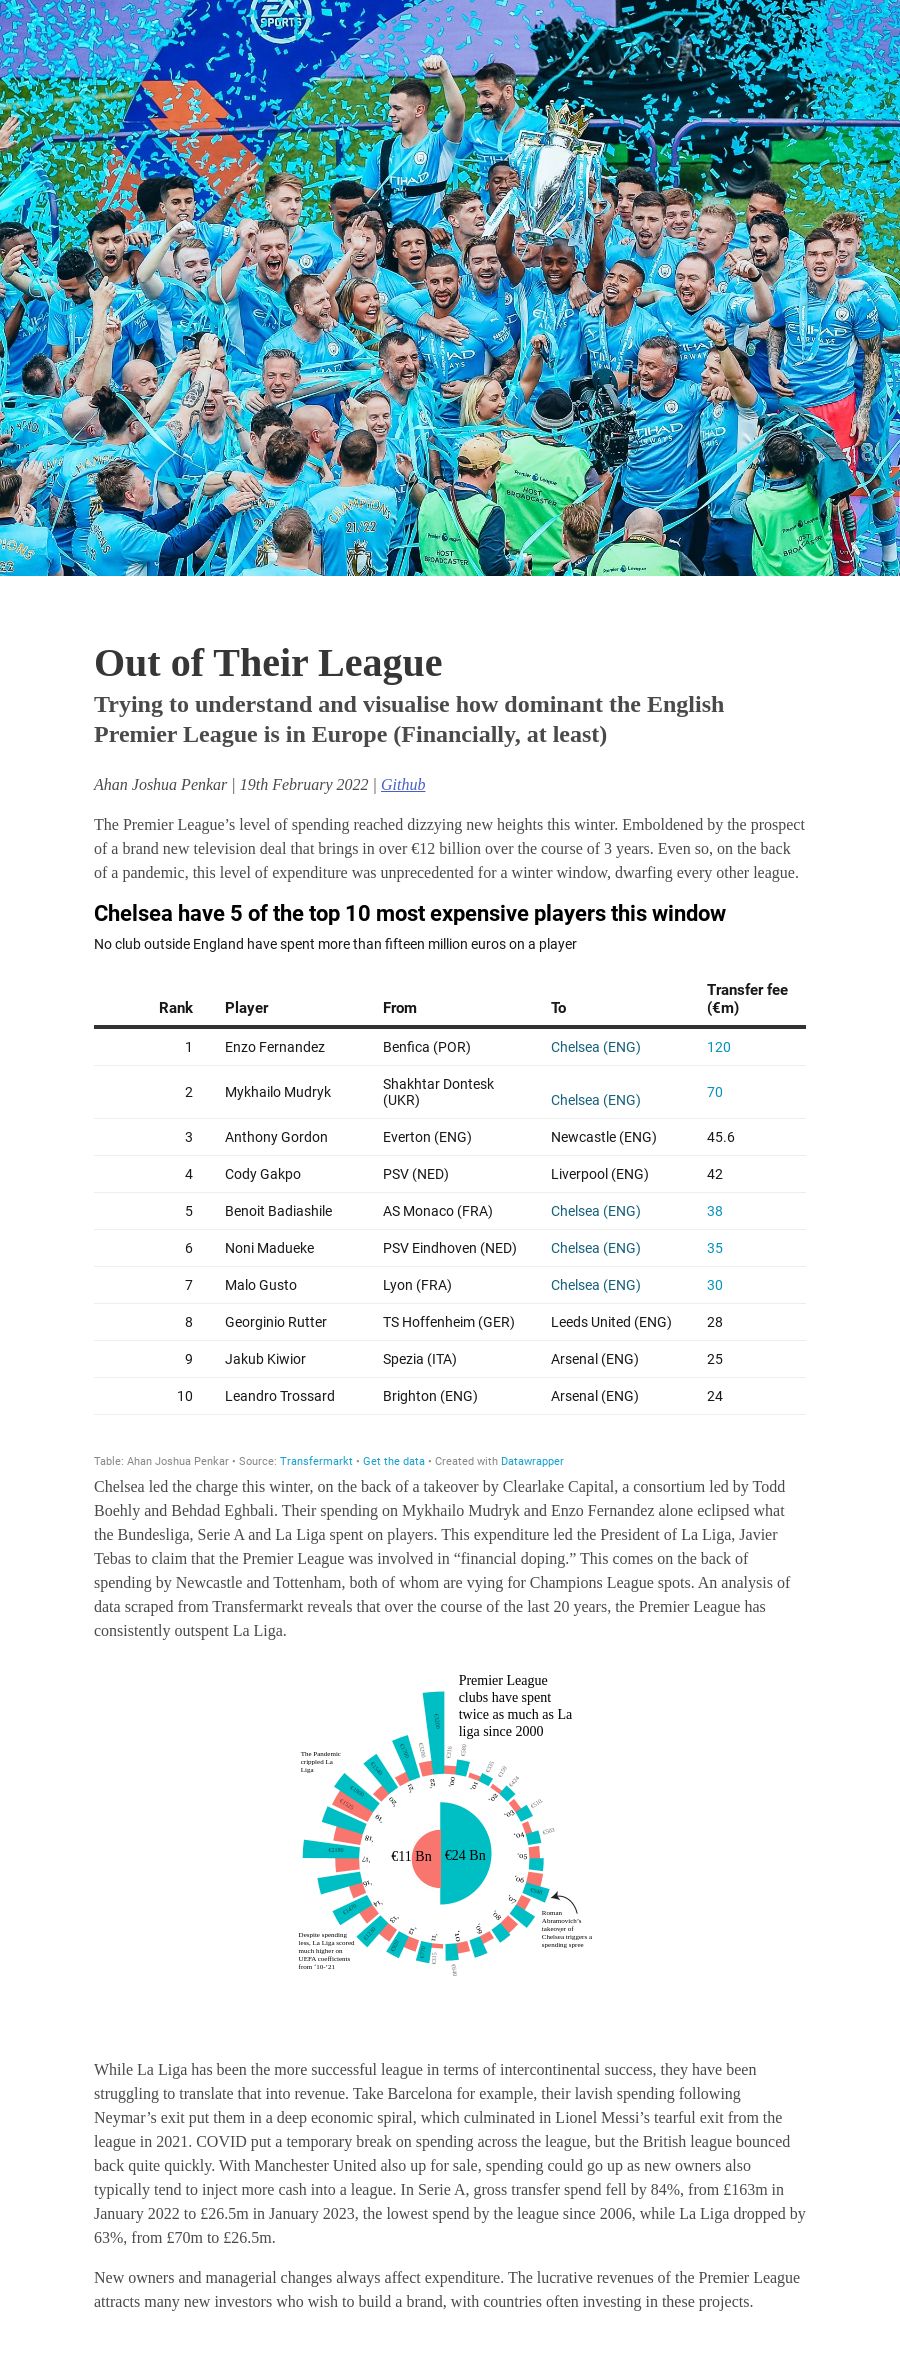 EA
SPORTS
ETIHAD
AIRWAYS
ETIHAD
AIRWAYS
ETIHAD
AIRWAYS
CHAMPIONS
21/22
Premier League
HOST
BROADCASTER
HOST
BROADCASTER
Premier League
8
Out of Their League
Trying to understand and visualise how dominant the English
Premier League is in Europe (Financially, at least)
Ahan Joshua Penkar | 19th February 2022 | Github
The Premier League’s level of spending reached dizzying new heights this winter. Emboldened by the prospect
of a brand new television deal that brings in over €12 billion over the course of 3 years. Even so, on the back
of a pandemic, this level of expenditure was unprecedented for a winter window, dwarfing every other league.
Chelsea have 5 of the top 10 most expensive players this window
No club outside England have spent more than fifteen million euros on a player
Rank Player From To Transfer fee (€m)
1 Enzo Fernandez Benfica (POR) Chelsea (ENG) 120
2 Mykhailo Mudryk Shakhtar Dontesk (UKR) Chelsea (ENG) 70
3 Anthony Gordon Everton (ENG) Newcastle (ENG) 45.6
4 Cody Gakpo PSV (NED) Liverpool (ENG) 42
5 Benoit Badiashile AS Monaco (FRA) Chelsea (ENG) 38
6 Noni Madueke PSV Eindhoven (NED) Chelsea (ENG) 35
7 Malo Gusto Lyon (FRA) Chelsea (ENG) 30
8 Georginio Rutter TS Hoffenheim (GER) Leeds United (ENG) 28
9 Jakub Kiwior Spezia (ITA) Arsenal (ENG) 25
10 Leandro Trossard Brighton (ENG) Arsenal (ENG) 24
Table: Ahan Joshua Penkar • Source: Transfermarkt • Get the data • Created with Datawrapper
Chelsea led the charge this winter, on the back of a takeover by Clearlake Capital, a consortium led by Todd
Boehly and Behdad Eghbali. Their spending on Mykhailo Mudryk and Enzo Fernandez alone eclipsed what
the Bundesliga, Serie A and La Liga spent on players. This expenditure led the President of La Liga, Javier
Tebas to claim that the Premier League was involved in “financial doping.” This comes on the back of
spending by Newcastle and Tottenham, both of whom are vying for Champions League spots. An analysis of
data scraped from Transfermarkt reveals that over the course of the last 20 years, the Premier League has
consistently outspent La Liga.
Premier League
clubs have spent
twice as much as La
liga since 2000
The Pandemic
crippled La
Liga
€11 Bn €24 Bn
Roman
Abramovich’s
takeover of
Chelsea triggers a
spending spree
Despite spending
less, La Liga scored
much higher on
UEFA coefficients
from ‘10-’21
While La Liga has been the more successful league in terms of intercontinental success, they have been
struggling to translate that into revenue. Take Barcelona for example, their lavish spending following
Neymar’s exit put them in a deep economic spiral, which culminated in Lionel Messi’s tearful exit from the
league in 2021. COVID put a temporary break on spending across the league, but the British league bounced
back quite quickly. With Manchester United also up for sale, spending could go up as new owners also
typically tend to inject more cash into a league. In Serie A, gross transfer spend fell by 84%, from £163m in
January 2022 to £26.5m in January 2023, the lowest spend by the league since 2006, while La Liga dropped by
63%, from £70m to £26.5m.
New owners and managerial changes always affect expenditure. The lucrative revenues of the Premier League
attracts many new investors who wish to build a brand, with countries often investing in these projects.